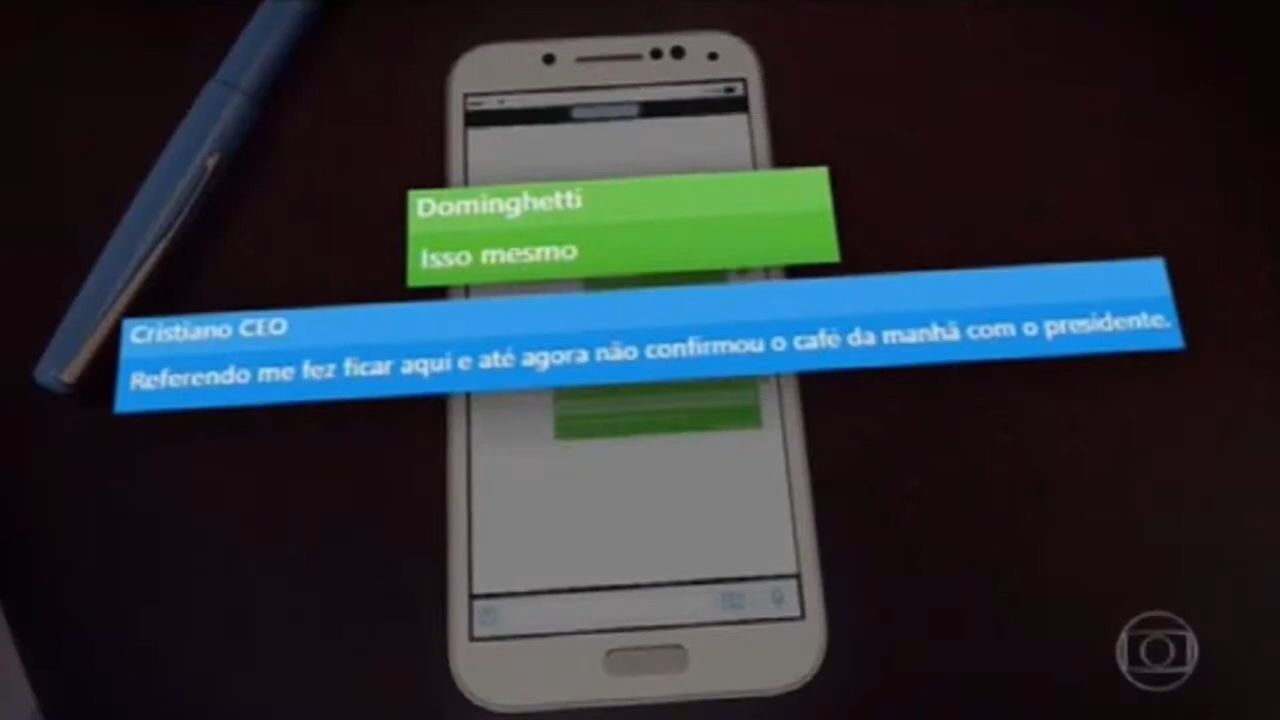 Dominghetti
Isso mesmo
Cristiano CEO
Referendo me fez ficar aqui e até agora não confirmou o café da manhã com o presidente.